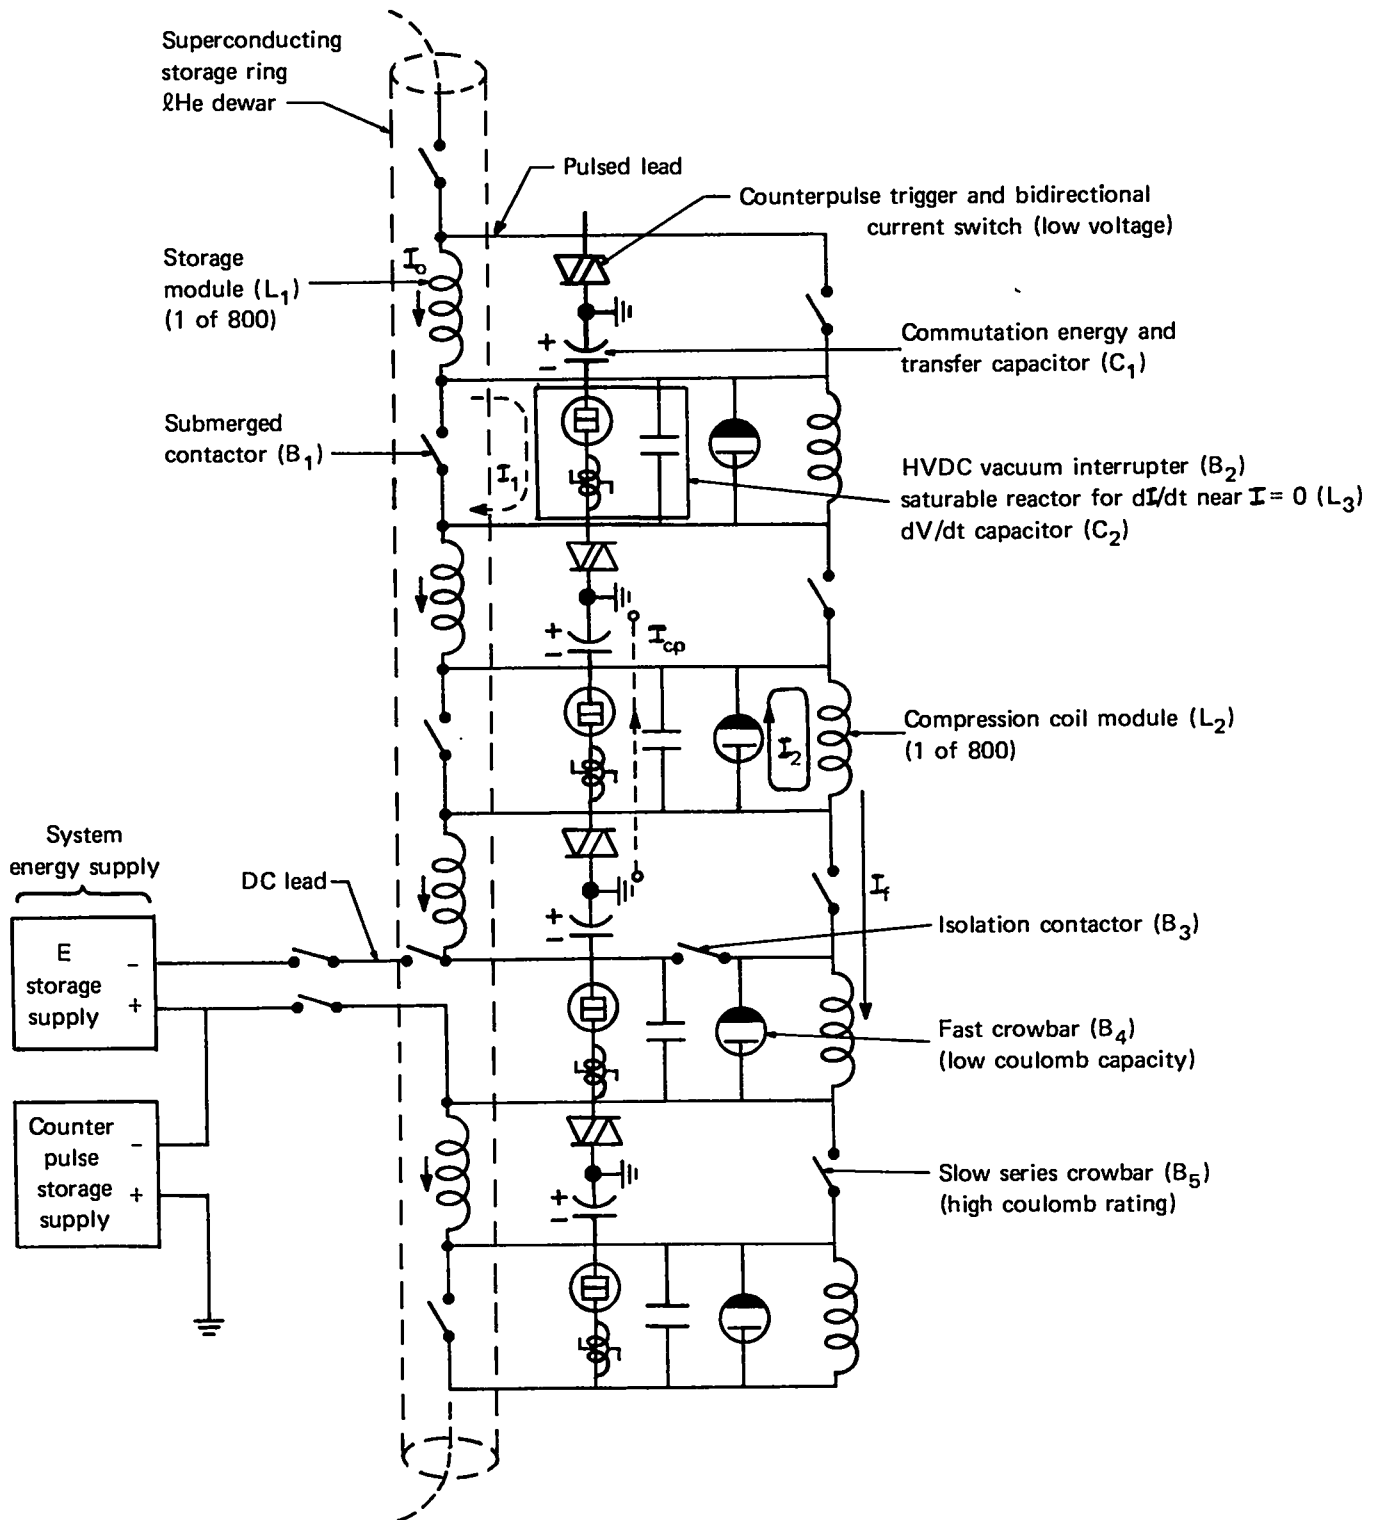 Superconducting
storage ring
ℓHe dewar
Pulsed lead
Counterpulse trigger and bidirectional
current switch (low voltage)
Storage
module (L₁)
(1 of 800)
I₀
Commutation energy and
transfer capacitor (C₁)
+
−
Submerged
contactor (B₁)
I₁
HVDC vacuum interrupter (B₂)
saturable reactor for dI/dt near I = 0 (L₃)
dV/dt capacitor (C₂)
+
−
I_cp
I₂
Compression coil module (L₂)
(1 of 800)
System
energy supply
DC lead
I_f
+
−
Isolation contactor (B₃)
E
storage
supply
−
+
Fast crowbar (B₄)
(low coulomb capacity)
Counter
pulse
storage
supply
−
+
+
−
Slow series crowbar (B₅)
(high coulomb rating)